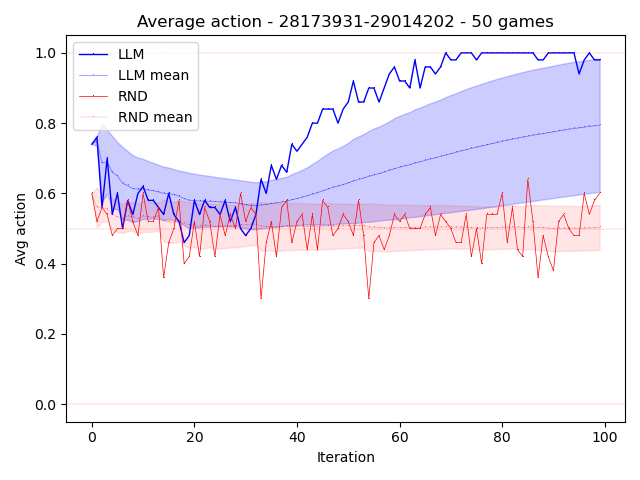 Average action - 28173931-29014202 - 50 games
LLM
LLM mean
RND
RND mean
1.0
0.8
0.6
0.4
0.2
0.0
Avg action
0 20 40 60 80 100
Iteration